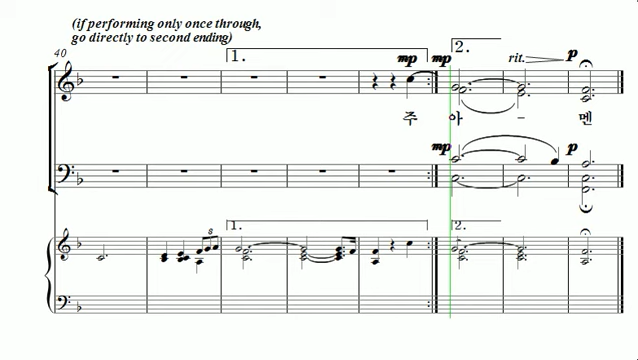 (if performing only once through,
go directly to second ending)
40
1.
mp mp
2.
rit.
p
주 아 - 멘
mp
p
1.
2.
3